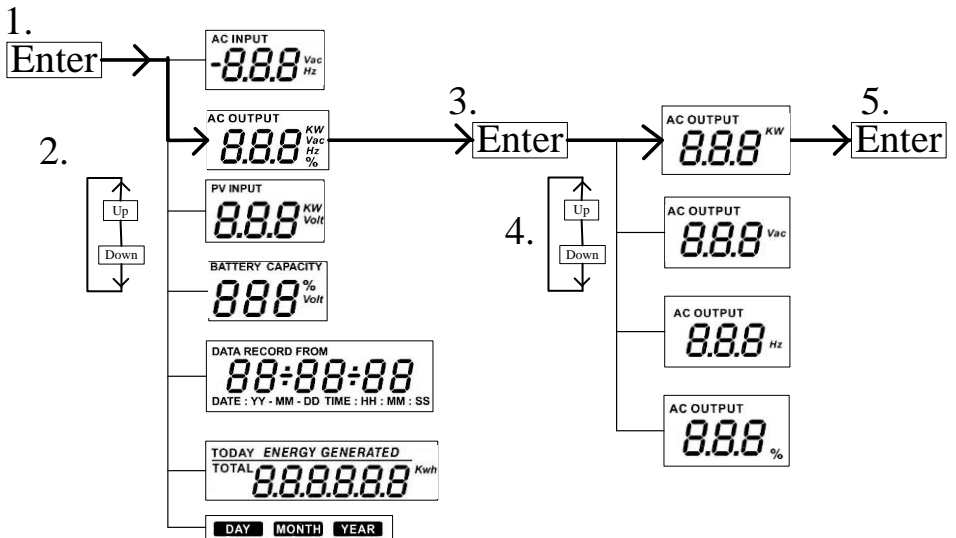 1.
Enter
AC INPUT
-8.8.8 Vac
Hz
AC OUTPUT
8.8.8 KW
Vac
Hz
%
2.
Up
Down
PV INPUT
8.8.8 KW
Volt
BATTERY CAPACITY
888 %
Volt
DATA RECORD FROM
88:88:88
DATE : YY - MM - DD TIME : HH : MM : SS
TODAY ENERGY GENERATED
TOTAL 8.8.8.8.8.8 Kwh
DAY MONTH YEAR
3.
Enter
4.
Up
Down
AC OUTPUT
8.8.8 KW
AC OUTPUT
8.8.8 Vac
AC OUTPUT
8.8.8 Hz
AC OUTPUT
8.8.8 %
5.
Enter